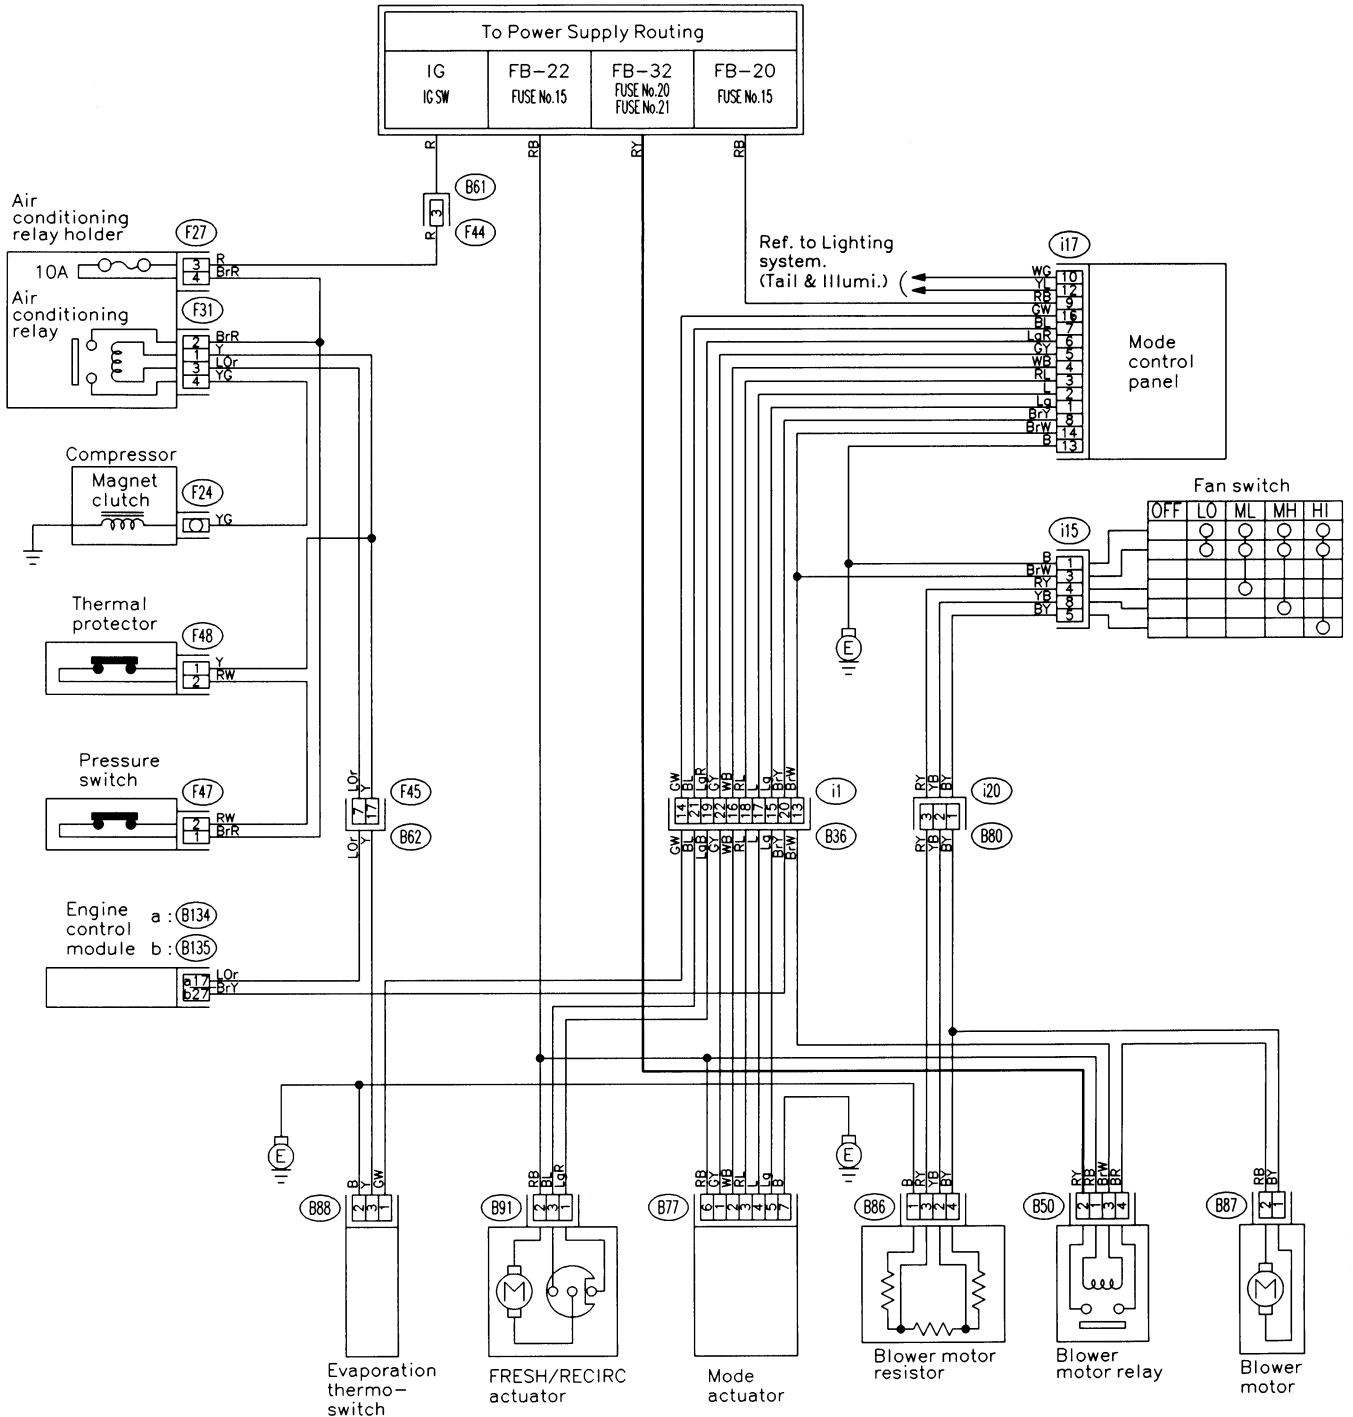 To Power Supply Routing
IG FB-22 FB-32 FB-20
IG SW FUSE No.15 FUSE No.20 FUSE No.15
FUSE No.21
R RB RY RB
B61
3
R F44
Air
conditioning
relay holder
F27
10A
3 R
4 BrR
Air
conditioning
relay
F31
2 BrR
1 Y
3 LOr
4 YG
Ref. to Lighting
system.
(Tail & Illumi.)
i17
WG 10
YL 12
RB 9
GW 16
BL 7
LgR 6
GY 5
WB 4
RL 3
L 2
Lg 1
BrY 8
BrW 14
B 13
Mode
control
panel
Compressor
Magnet
clutch
F24
YG
Fan switch
OFF LO ML MH HI
i15
B 1
BrW 3
RY 4
YB 8
BY 5
E
Thermal
protector
F48
1 Y
2 RW
Pressure
switch
F47
2 RW
1 BrR
LOr Y
7 17
LOr Y
F45
B62
GW BL LgR GY WB RL L Lg BrY BrW
14 21 19 22 16 18 17 15 20 13
GW BL LgB GY WB RL L Lg BrY BrW
i1
B36
RY YB BY
3 2 1
RY YB BY
i20
B80
Engine
control
module
a : B134
b : B135
a17 LOr
b27 BrY
E
E
B88
B Y GW
2 3 1
B91
RB BL LgR
2 3 1
M
B77
RB GY WB RL L Lg B
6 1 2 3 4 5 7
B86
B RY YB BY
1 3 2 4
B50
RY RB BrW BR
2 1 3 4
B87
RB BY
2 1
M
Evaporation
thermo-
switch
FRESH/RECIRC
actuator
Mode
actuator
Blower motor
resistor
Blower
motor relay
Blower
motor